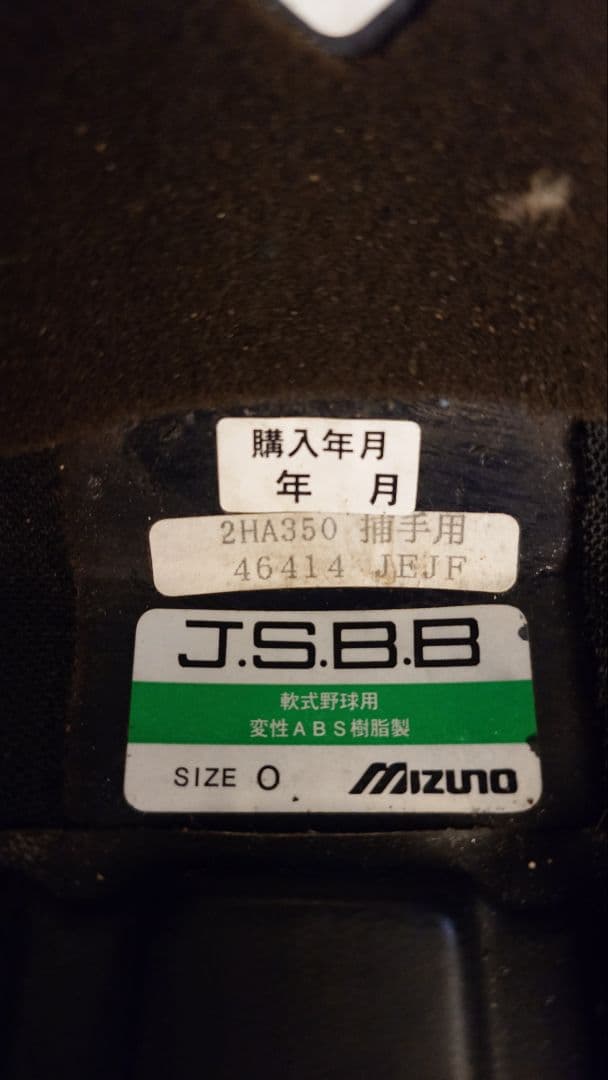 購入年月
年 月
2HA350 捕手用
46414 JEJF
J.S.B.B
軟式野球用
変性ABS樹脂製
SIZE O MIZUNO